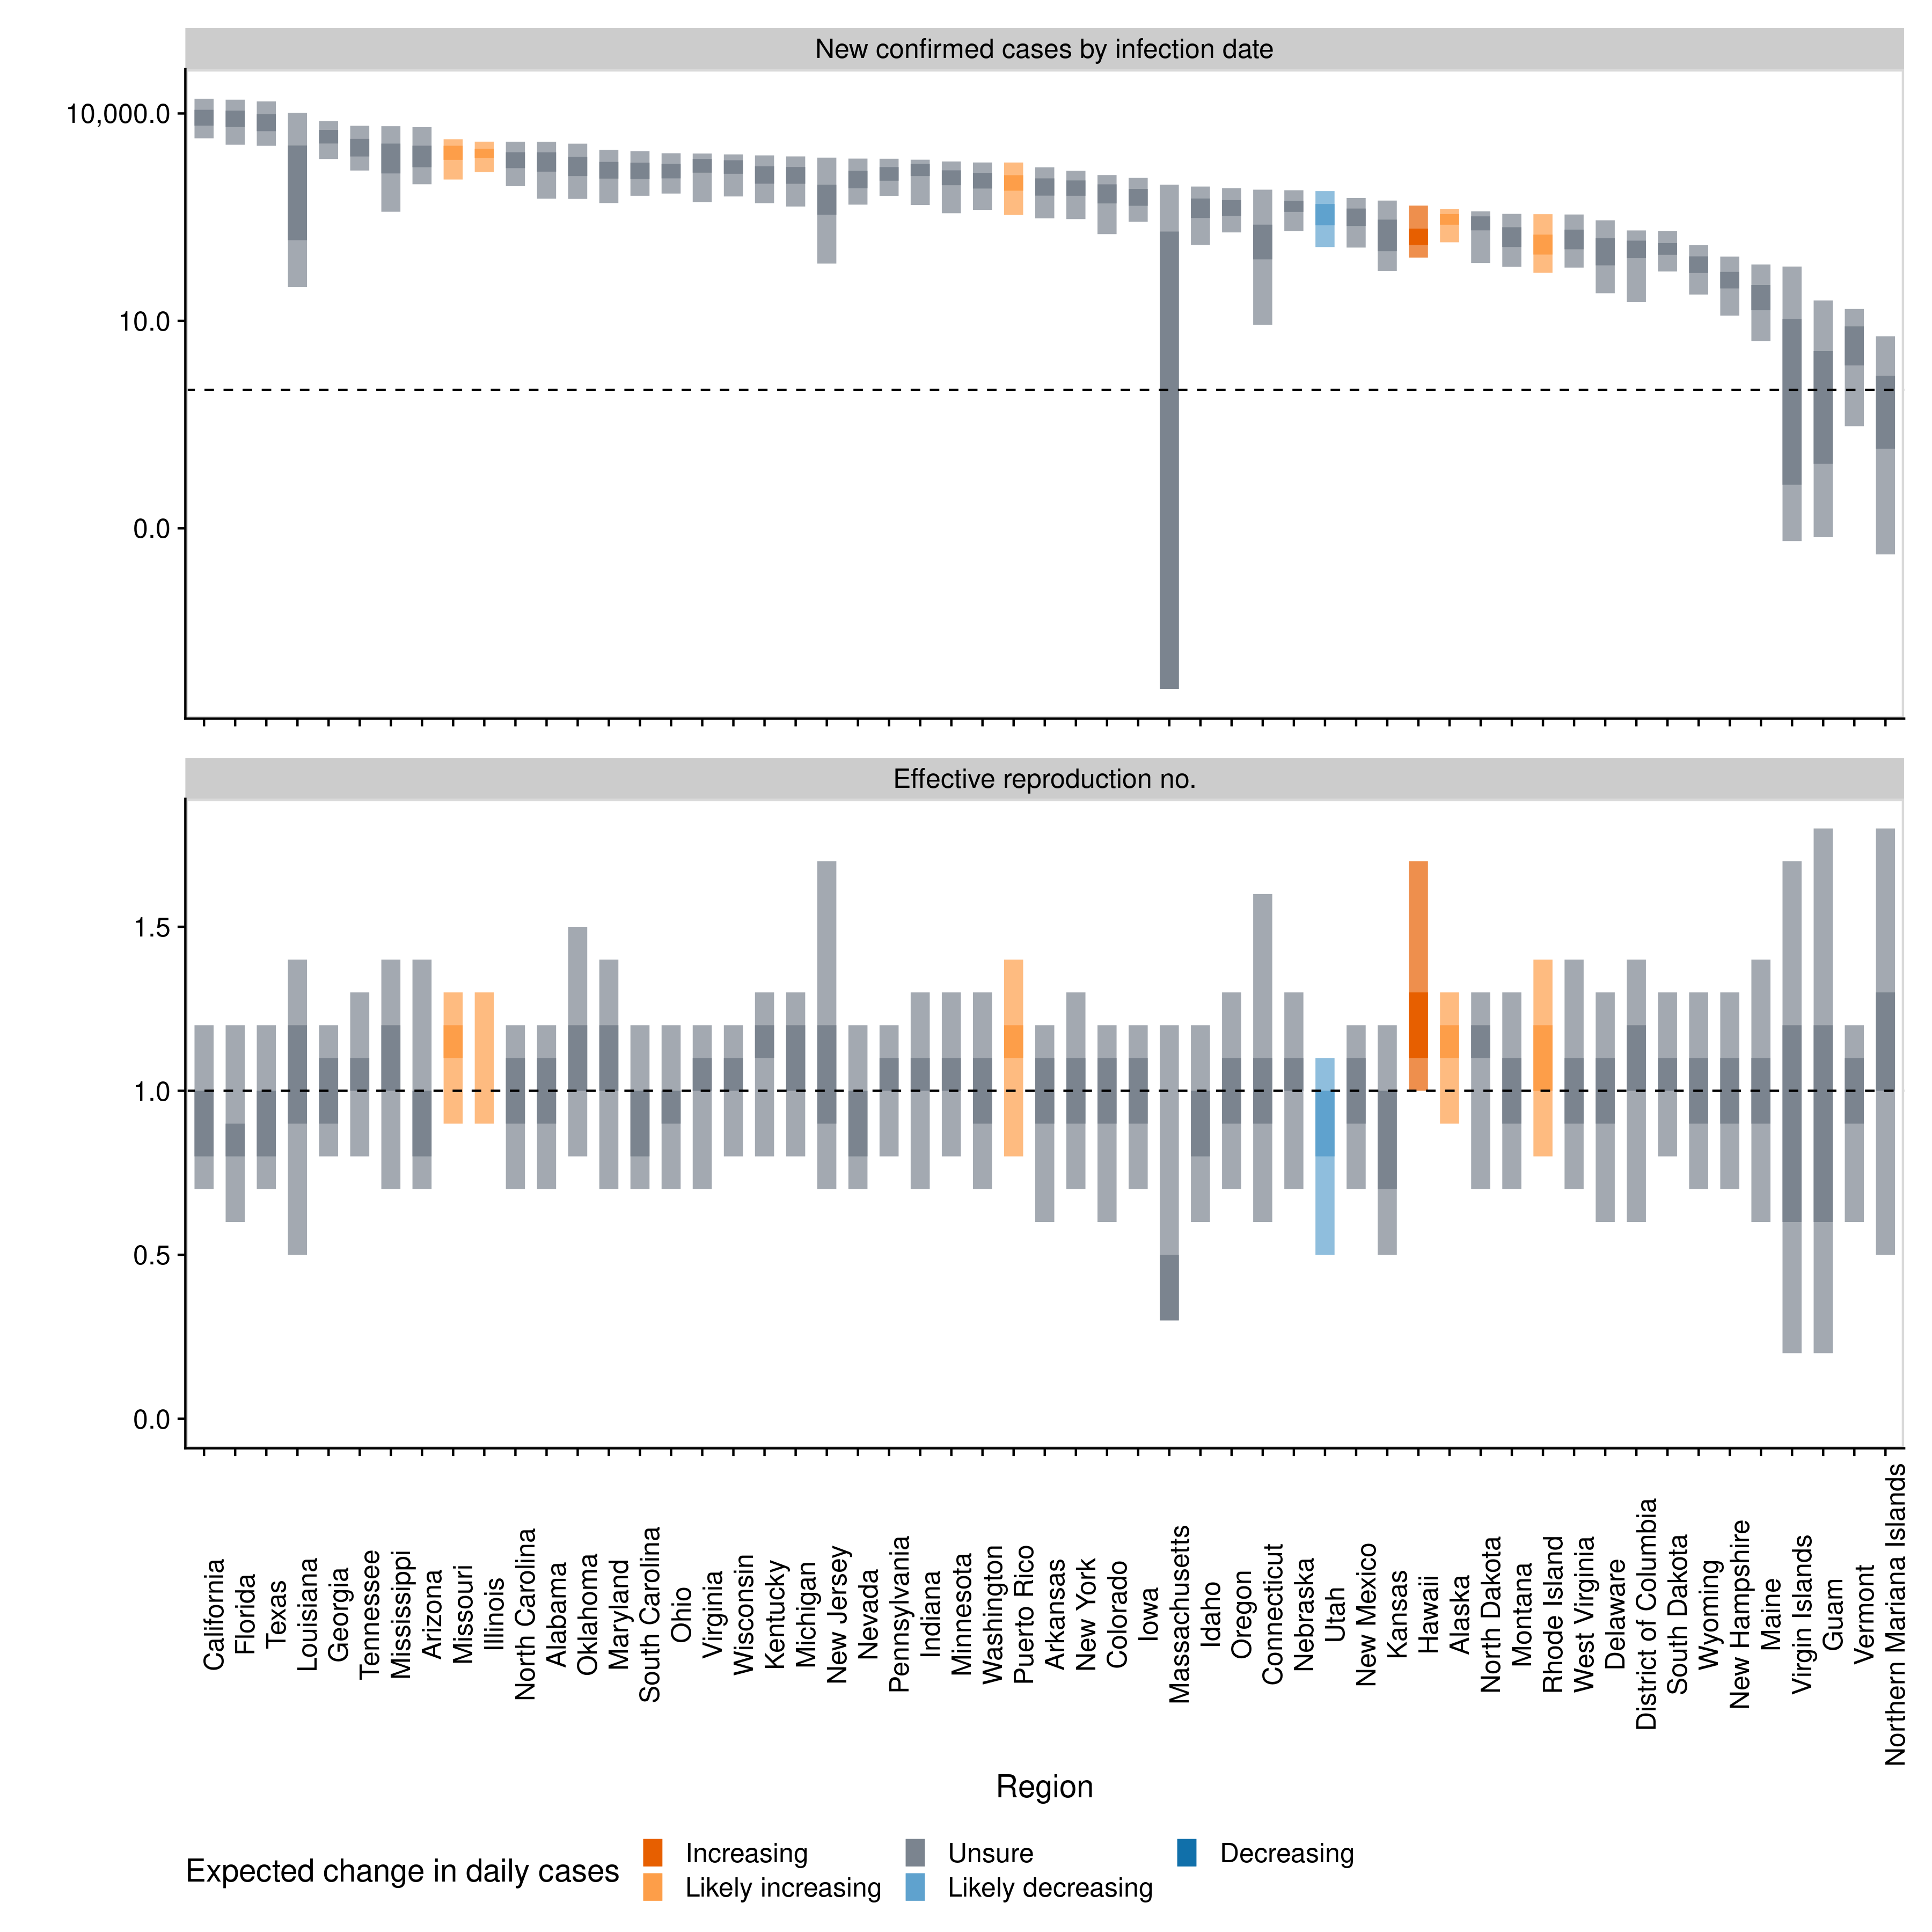 New confirmed cases by infection date
10,000.0
10.0
0.0
Effective reproduction no.
1.5
1.0
0.5
0.0
California
Florida
Texas
Louisiana
Georgia
Tennessee
Mississippi
Arizona
Missouri
Illinois
North Carolina
Alabama
Oklahoma
Maryland
South Carolina
Ohio
Virginia
Wisconsin
Kentucky
Michigan
New Jersey
Nevada
Pennsylvania
Indiana
Minnesota
Washington
Puerto Rico
Arkansas
New York
Colorado
Iowa
Massachusetts
Idaho
Oregon
Connecticut
Nebraska
Utah
New Mexico
Kansas
Hawaii
Alaska
North Dakota
Montana
Rhode Island
West Virginia
Delaware
District of Columbia
South Dakota
Wyoming
New Hampshire
Maine
Virgin Islands
Guam
Vermont
Northern Mariana Islands
Region
Expected change in daily cases
Increasing
Likely increasing
Unsure
Likely decreasing
Decreasing